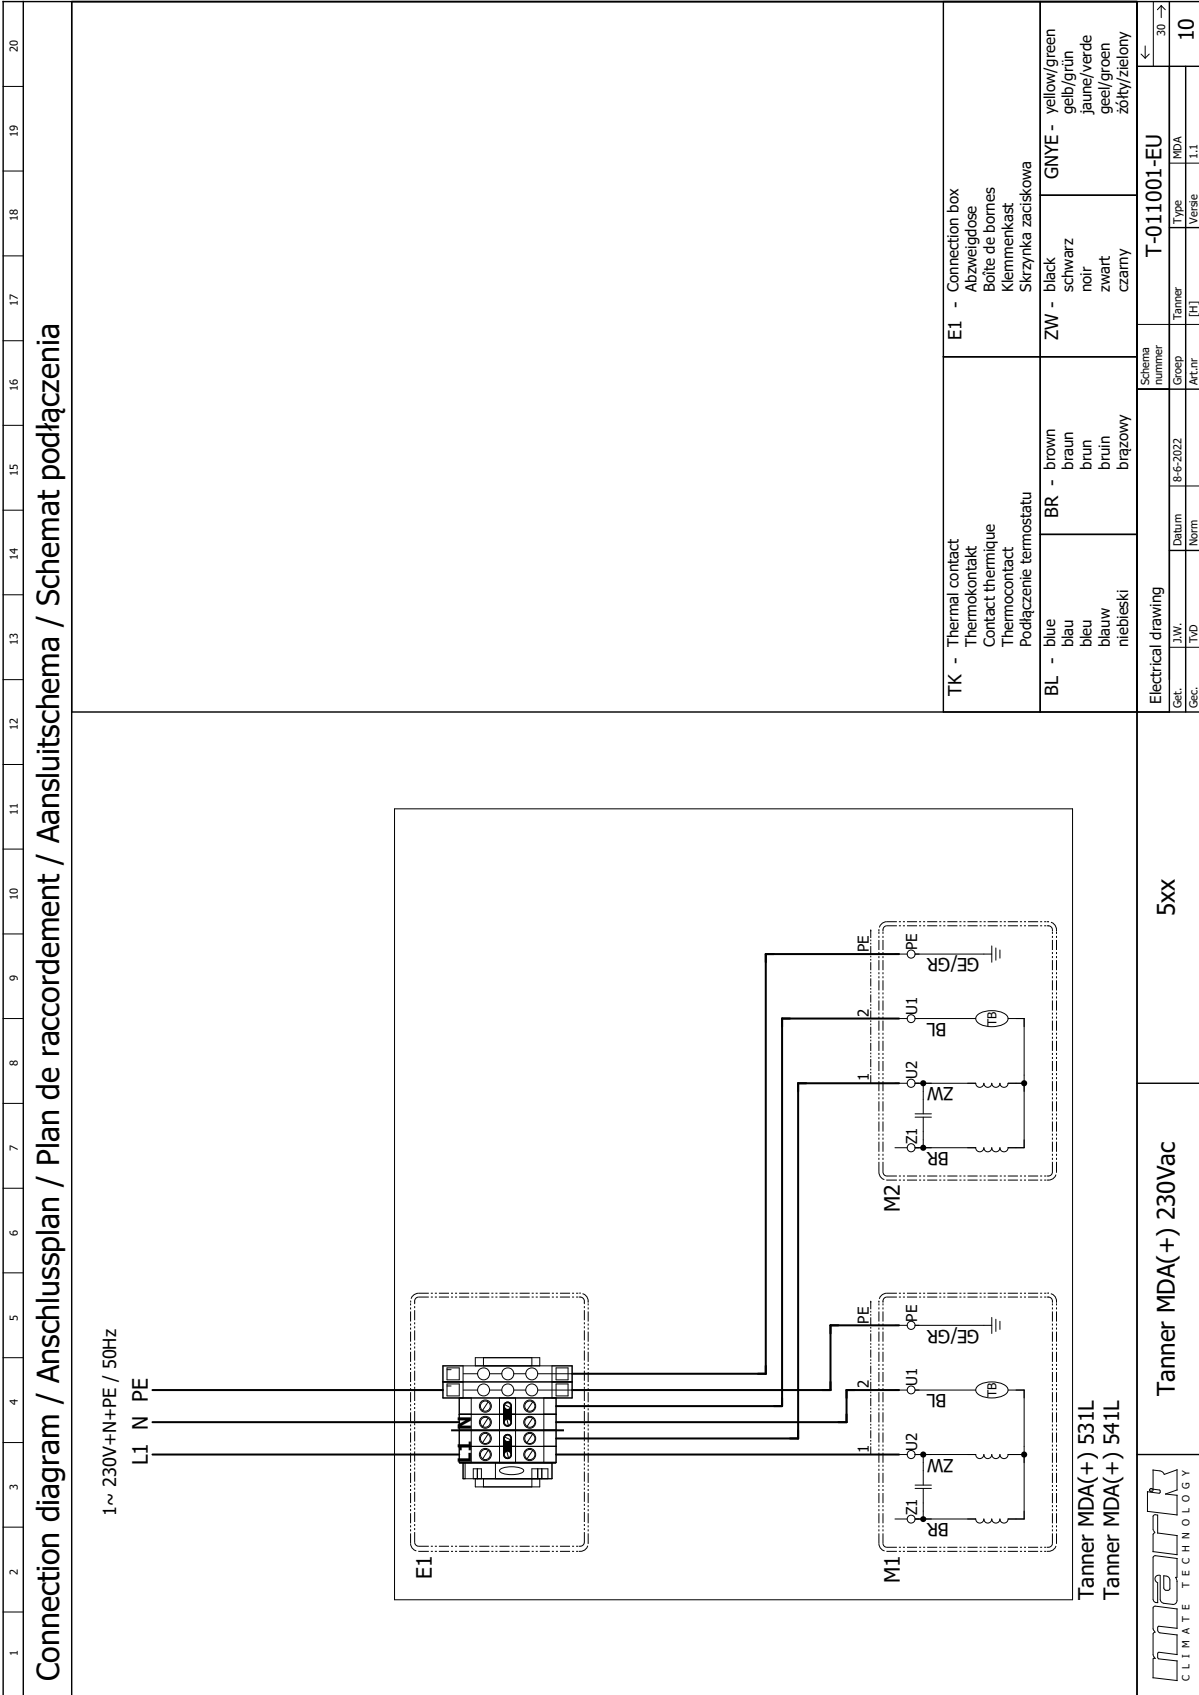 1 2 3 4 5 6 7 8 9 10 11 12 13 14 15 16 17 18 19 20
Connection diagram / Anschlussplan / Plan de raccordement / Aansluitschema / Schemat podłączenia
1~ 230V+N+PE / 50Hz
L1 N PE
E1
L1 N
M1
1 2 PE
Z1 U2 U1 PE
BR ZW BL GE/GR
TB
M2
1 2 PE
Z1 U2 U1 PE
BR ZW BL GE/GR
TB
Tanner MDA(+) 531L
Tanner MDA(+) 541L
TK - Thermal contact
Thermokontakt
Contact thermique
Thermocontact
Podłączenie termostatu
E1 - Connection box
Abzweigdose
Boîte de bornes
Klemmenkast
Skrzynka zaciskowa
BL - blue
blau
bleu
blauw
niebieski
BR - brown
braun
brun
bruin
brązowy
ZW - black
schwarz
noir
zwart
czarny
GNYE - yellow/green
gelb/grün
jaune/verde
geel/groen
żółty/zielony
mark
CLIMATE TECHNOLOGY
Tanner MDA(+) 230Vac
5xx
Electrical drawing
Schema
nummer
T-011001-EU
←
30 →
Get. J.W. Datum 8-6-2022 Groep Tanner Type MDA
Gec. TvD Norm Art.nr [H] Versie 1.1
10